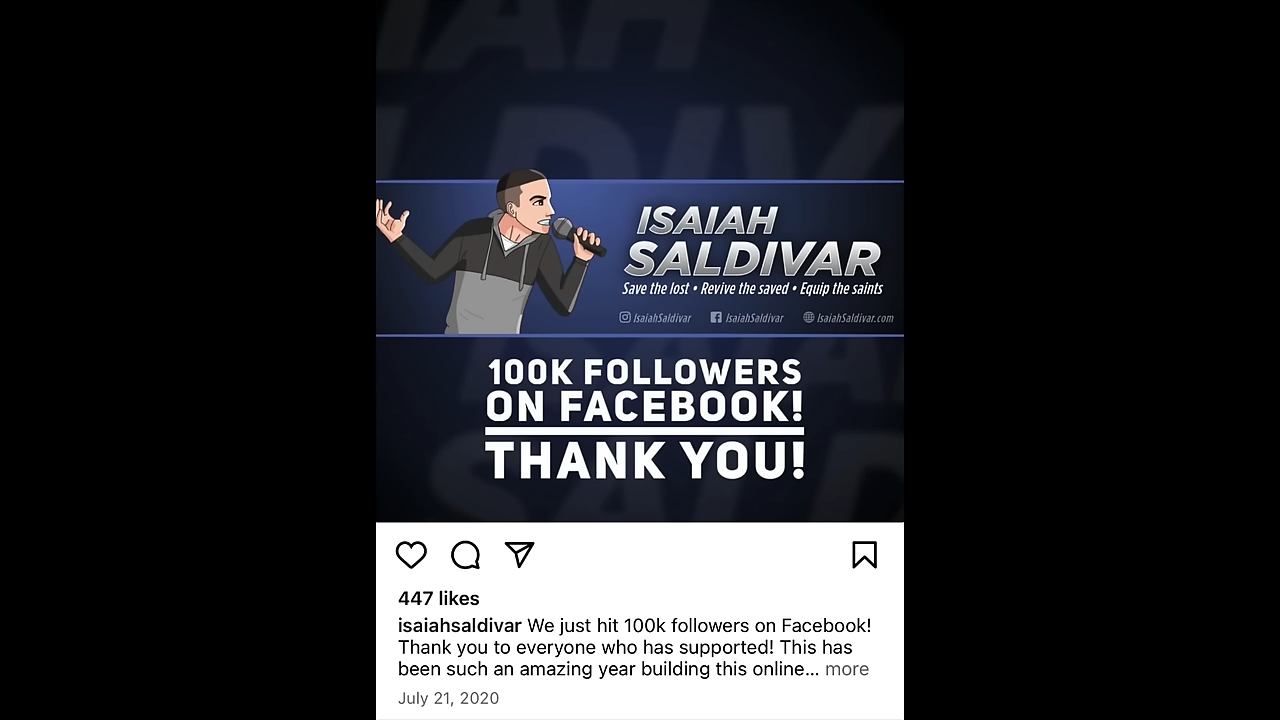 ISAIAH
SALDIVAR
Save the lost • Revive the saved • Equip the saints
IsaiahSaldivar IsaiahSaldivar IsaiahSaldivar.com
100K FOLLOWERS
ON FACEBOOK!
THANK YOU!
447 likes
isaiahsaldivar We just hit 100k followers on Facebook!
Thank you to everyone who has supported! This has
been such an amazing year building this online... more
July 21, 2020